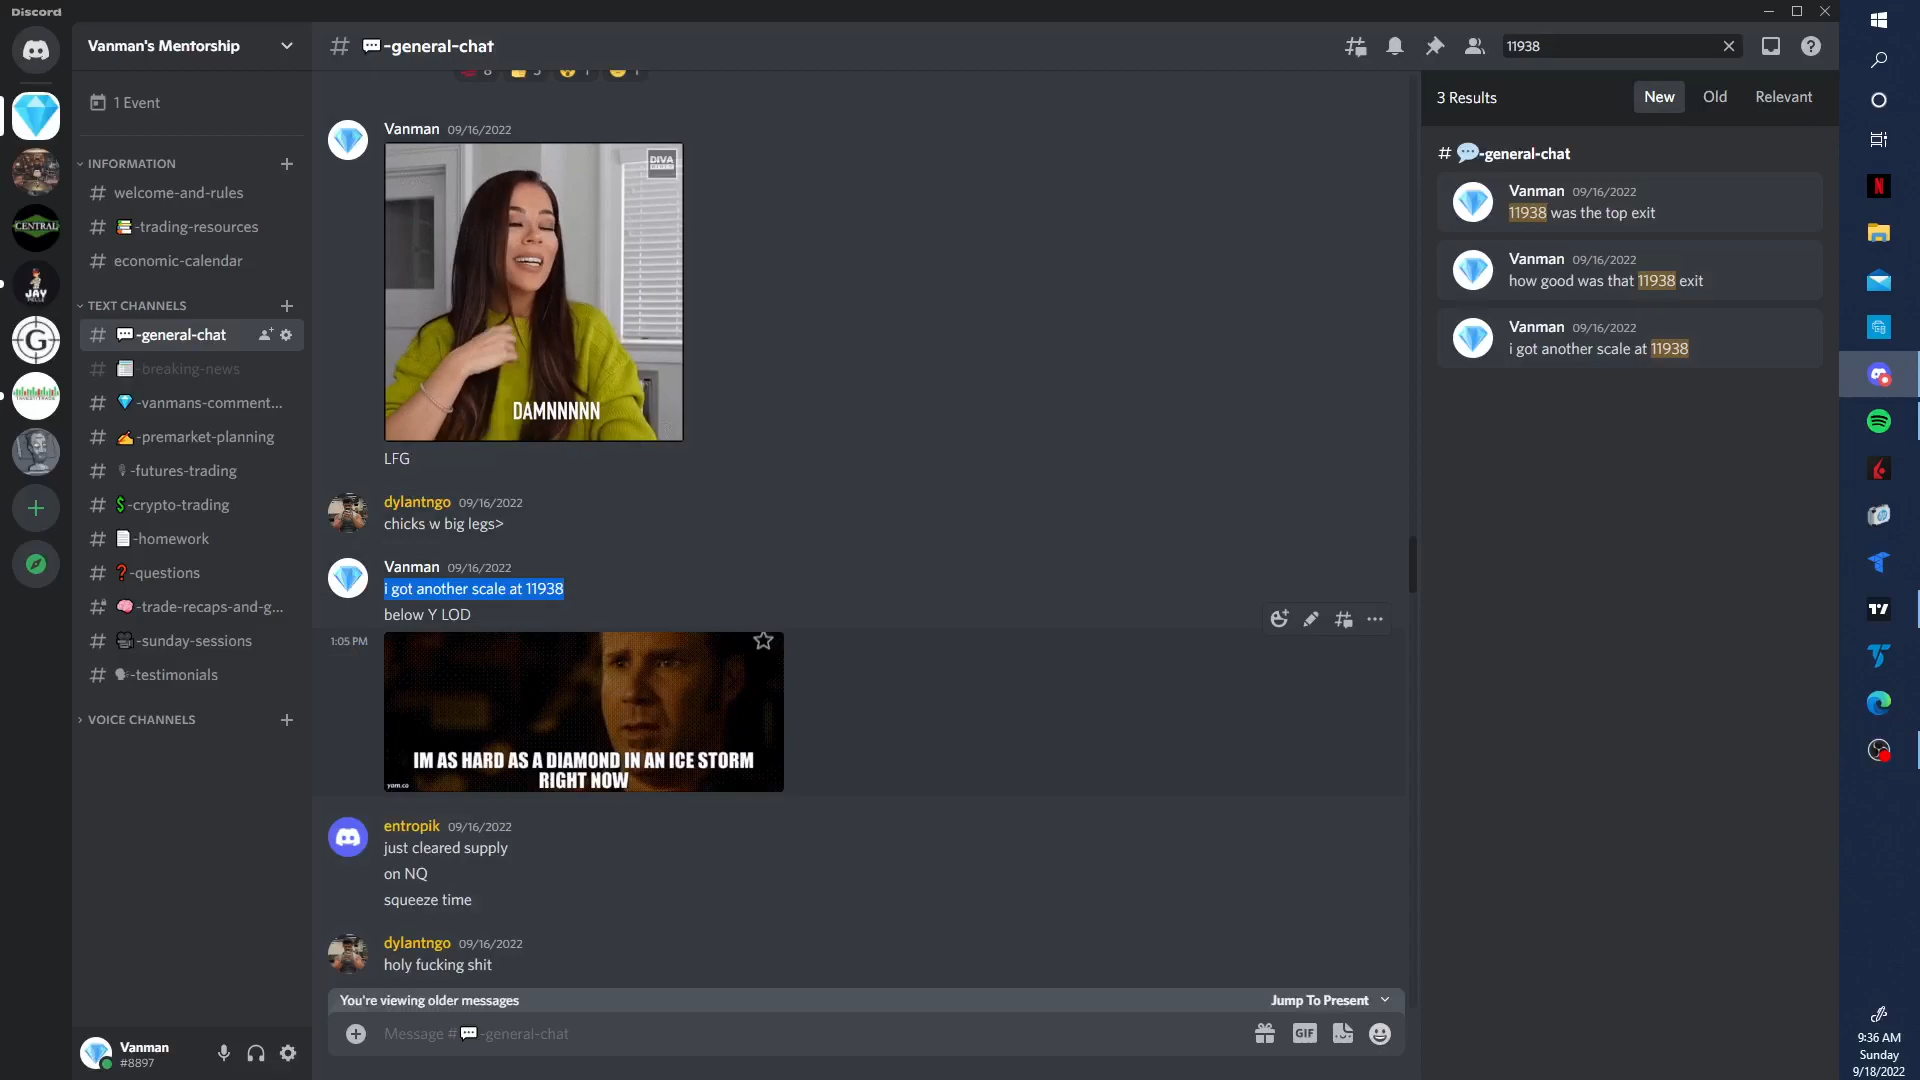 Discord
Vanman's Mentorship
1 Event
INFORMATION
welcome-and-rules
-trading-resources
economic-calendar
TEXT CHANNELS
-general-chat
-breaking-news
-vanmans-comment...
-premarket-planning
-futures-trading
-crypto-trading
-homework
-questions
-trade-recaps-and-g...
-sunday-sessions
-testimonials
VOICE CHANNELS
Vanman
#8897
CENTRAL
JAY
G
# -general-chat
11938
8 1 1
Vanman 09/16/2022
DIVA
DAMNNNNN
LFG
dylantngo 09/16/2022
chicks w big legs>
Vanman 09/16/2022
i got another scale at 11938
below Y LOD
1:05 PM
IM AS HARD AS A DIAMOND IN AN ICE STORM
RIGHT NOW
yarn.co
entropik 09/16/2022
just cleared supply
on NQ
squeeze time
dylantngo 09/16/2022
holy fucking shit
You're viewing older messages Jump To Present
Message # -general-chat
GIF
3 Results New Old Relevant
# -general-chat
Vanman 09/16/2022
11938 was the top exit
Vanman 09/16/2022
how good was that 11938 exit
Vanman 09/16/2022
i got another scale at 11938
9:36 AM
Sunday
9/18/2022